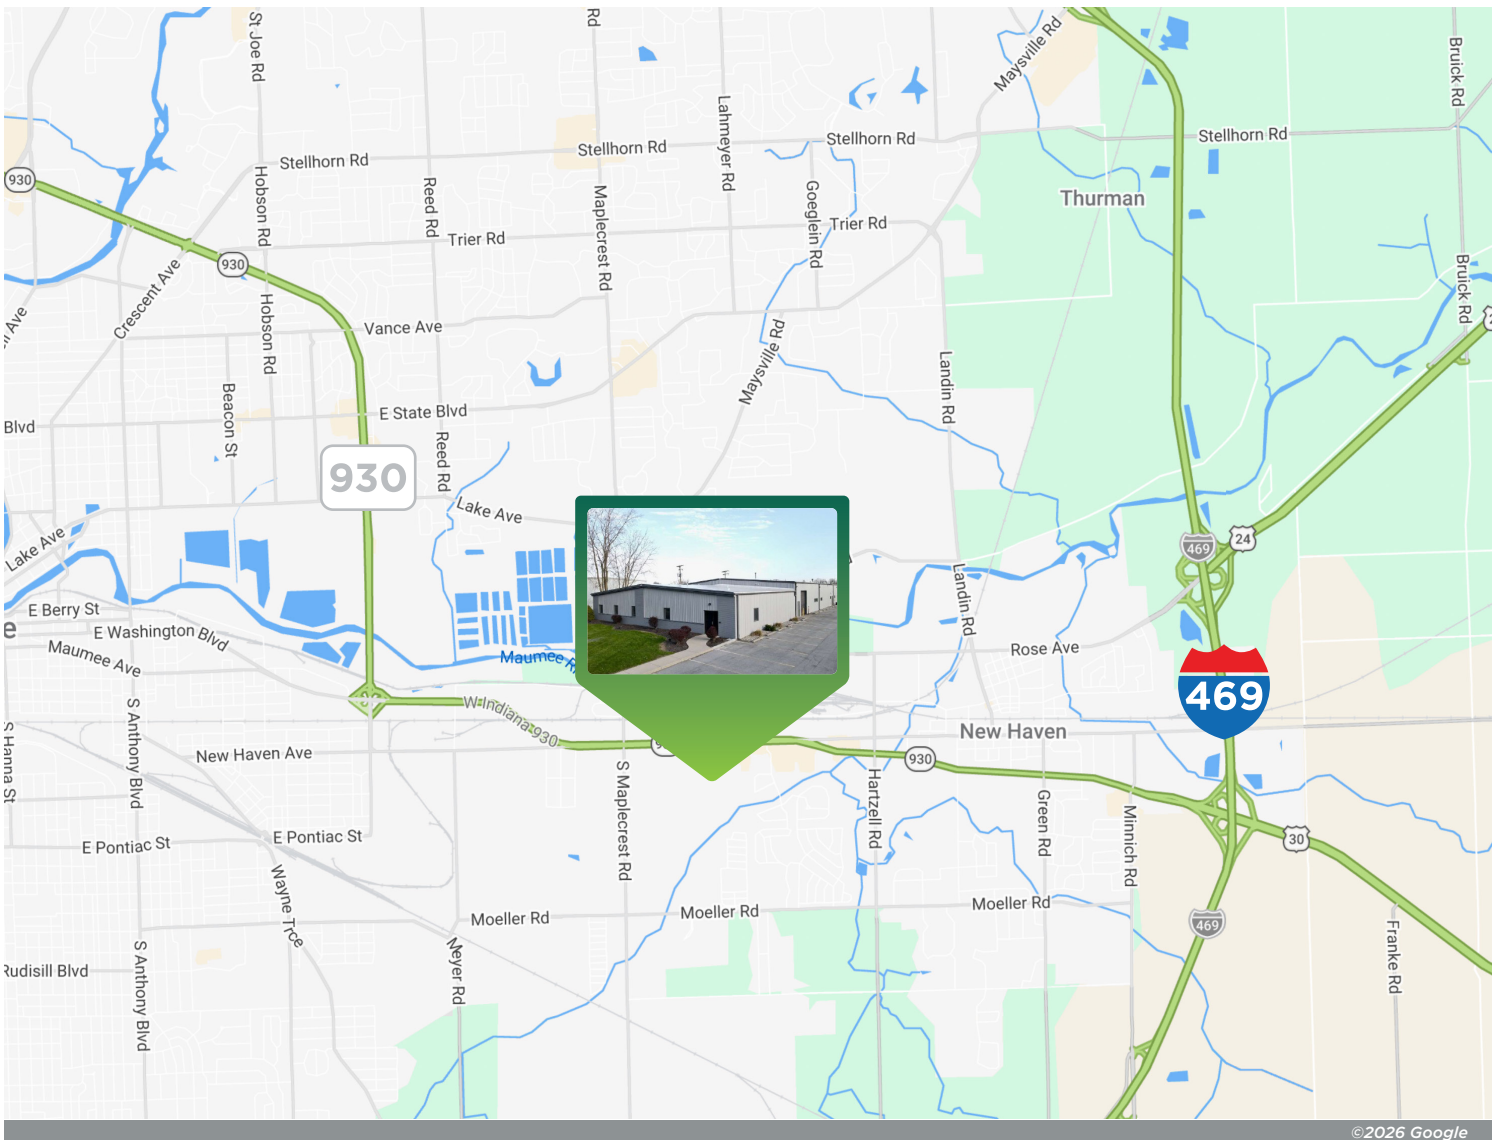 St Joe Rd
Rd
Maysville Rd
Bruick Rd
Lahmeyer Rd
Stellhorn Rd
Stellhorn Rd
Stellhorn Rd
Stellhorn Rd
930
Hobson Rd
Reed Rd
Maplecrest Rd
Goeglein Rd
Thurman
Trier Rd
Trier Rd
930
Crescent Ave
Hobson Rd
Bruick Rd
Ave
Vance Ave
Maysville Rd
Landin Rd
Beacon St
E State Blvd
Blvd
Reed Rd
930
Lake Ave
Lake Ave
469
24
Landin Rd
E Berry St
e
E Washington Blvd
Maumee Ave
Rose Ave
Maumee
469
S Anthony Blvd
W Indiana 930
New Haven
S Hanna St
New Haven Ave
930
S Maplecrest Rd
Hartzell Rd
Green Rd
Minnich Rd
E Pontiac St
E Pontiac St
30
Wayne Trce
Moeller Rd
Moeller Rd
Moeller Rd
469
S Anthony Blvd
Meyer Rd
Franke Rd
Rudisill Blvd
©2026 Google